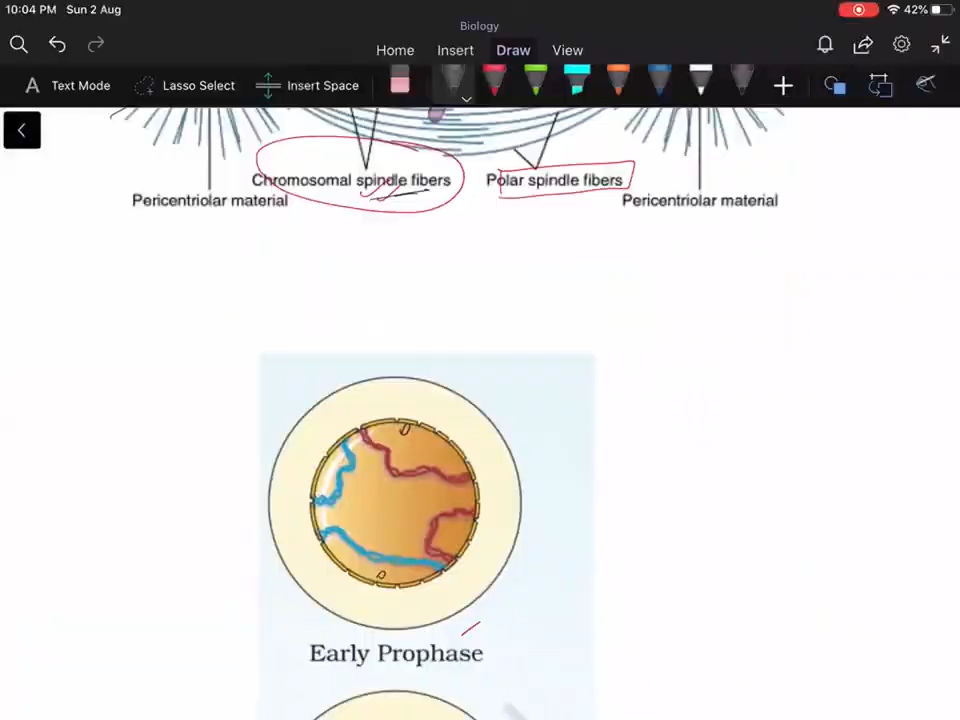 10:04 PM Sun 2 Aug 42%
Biology
Home Insert Draw View
Text Mode Lasso Select Insert Space
Chromosomal spindle fibers Polar spindle fibers
Pericentriolar material Pericentriolar material
Early Prophase